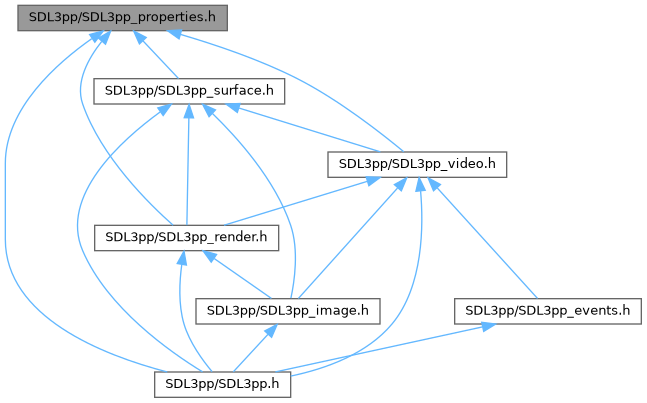 SDL3pp/SDL3pp_properties.h
SDL3pp/SDL3pp_surface.h
SDL3pp/SDL3pp_video.h
SDL3pp/SDL3pp_render.h
SDL3pp/SDL3pp_image.h
SDL3pp/SDL3pp_events.h
SDL3pp/SDL3pp.h